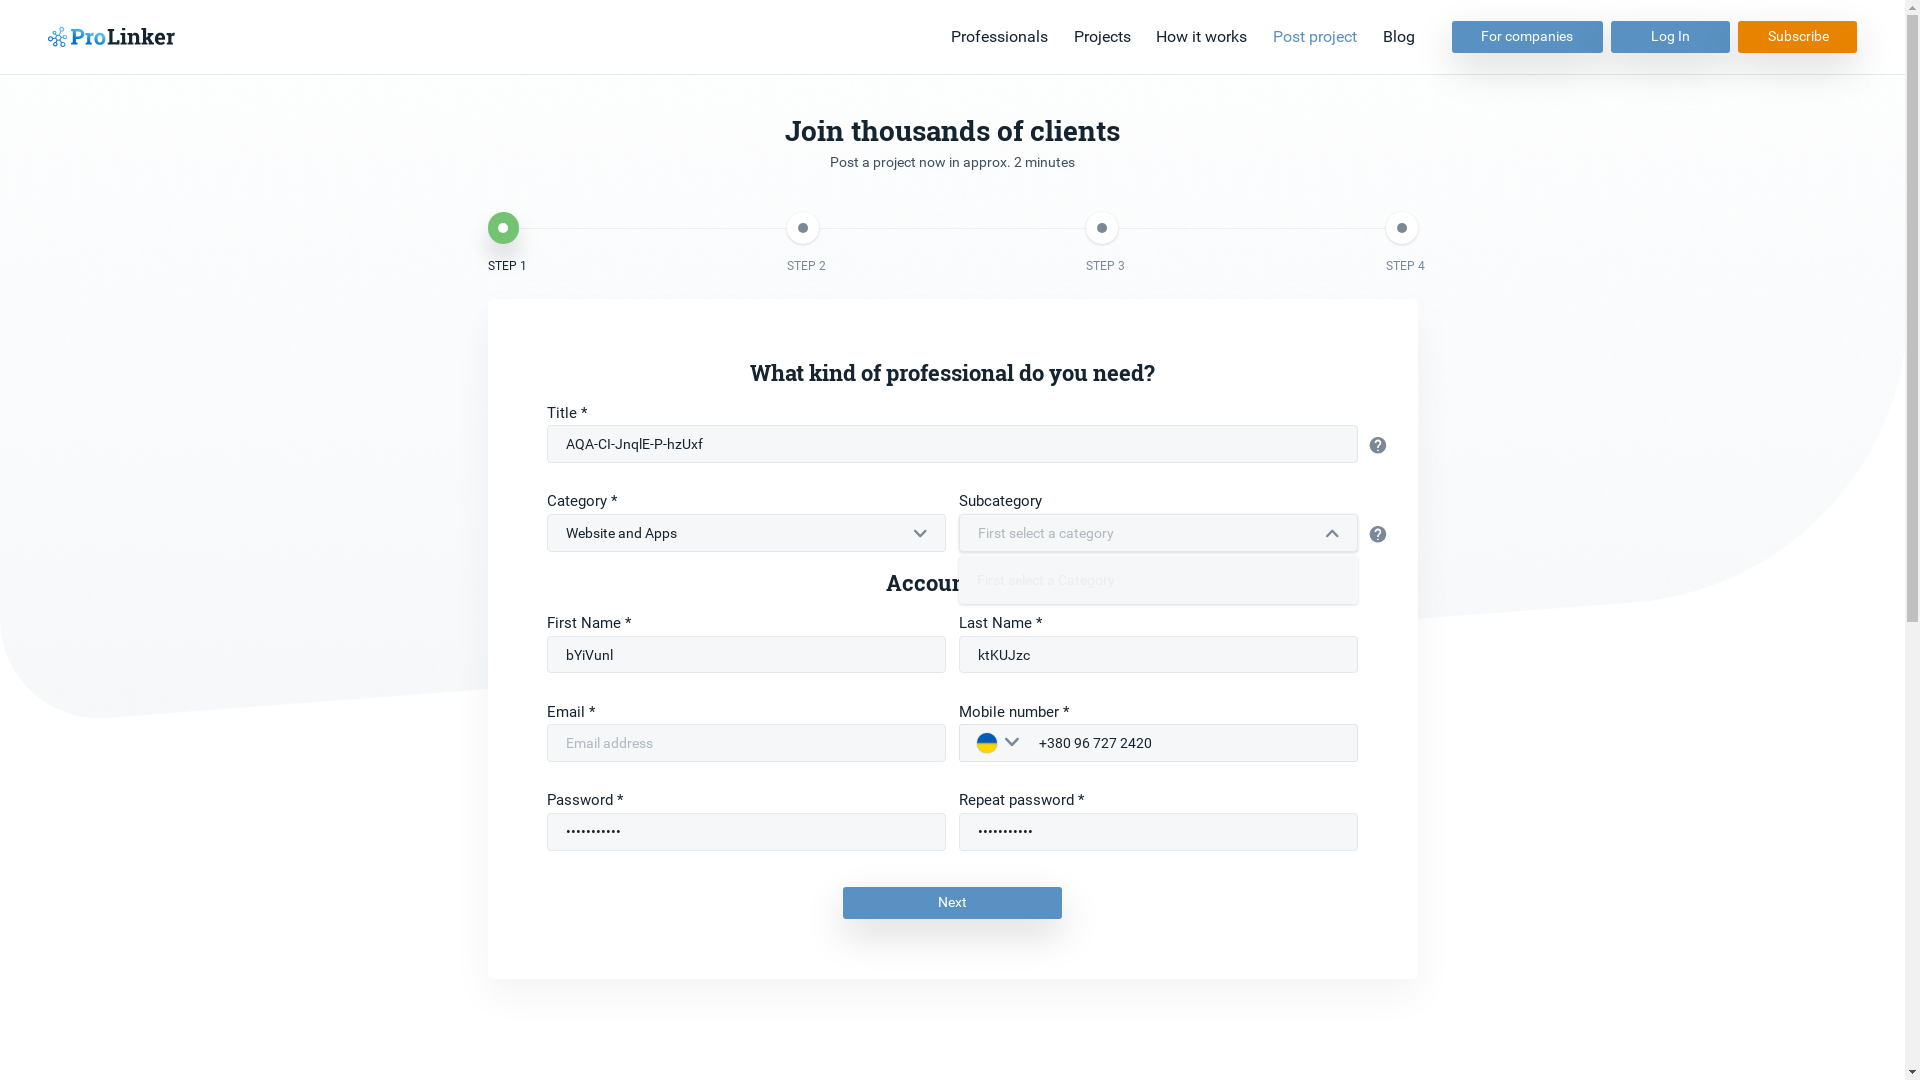 ProLinker
Professionals Projects How it works Post project Blog For companies Log In Subscribe
Join thousands of clients
Post a project now in approx. 2 minutes
STEP 1 STEP 2 STEP 3 STEP 4
What kind of professional do you need?
Title *
AQA-CI-JnqlE-P-hzUxf
Category * Subcategory
Website and Apps First select a category
First select a Category
Accoun
First Name * Last Name *
bYiVunl ktKUJzc
Email * Mobile number *
Email address +380 96 727 2420
Password * Repeat password *
••••••••••• •••••••••••
Next